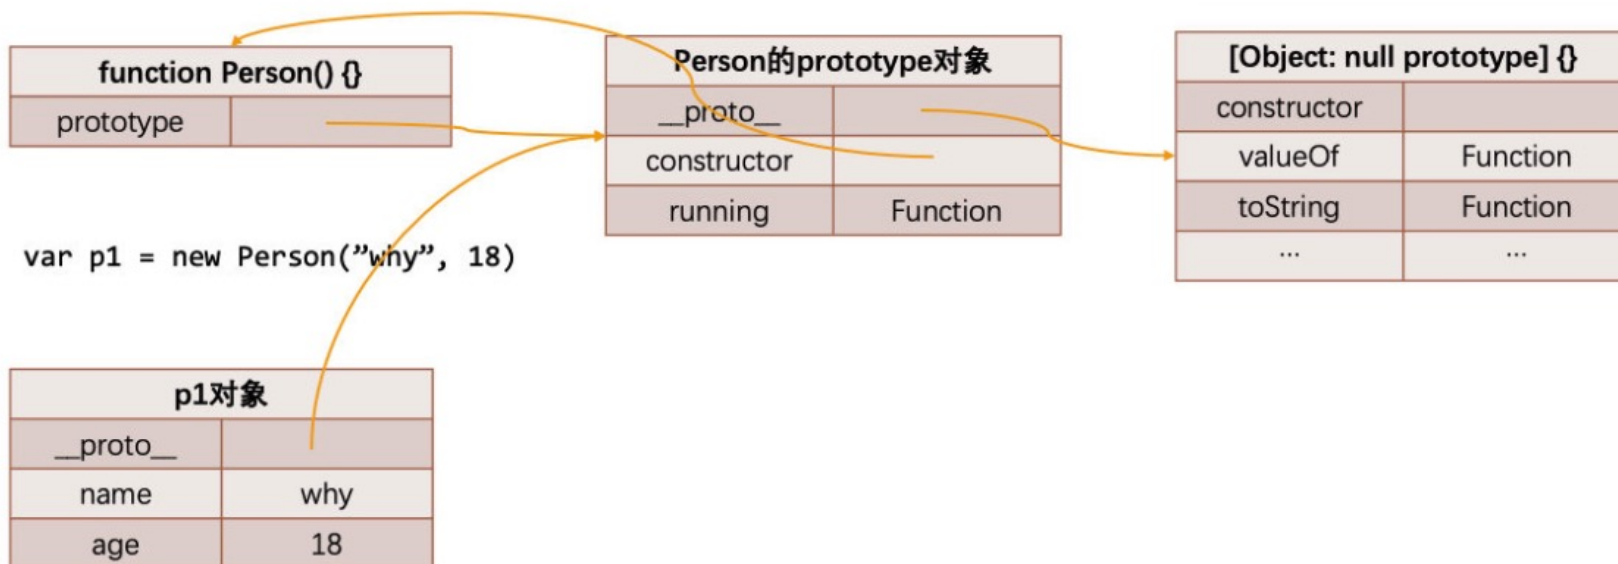 function Person() {}
prototype
Person的prototype对象
__proto__
constructor
running Function
[Object: null prototype] {}
constructor
valueOf Function
toString Function
... ...
var p1 = new Person(”why”, 18)
p1对象
__proto__
name why
age 18